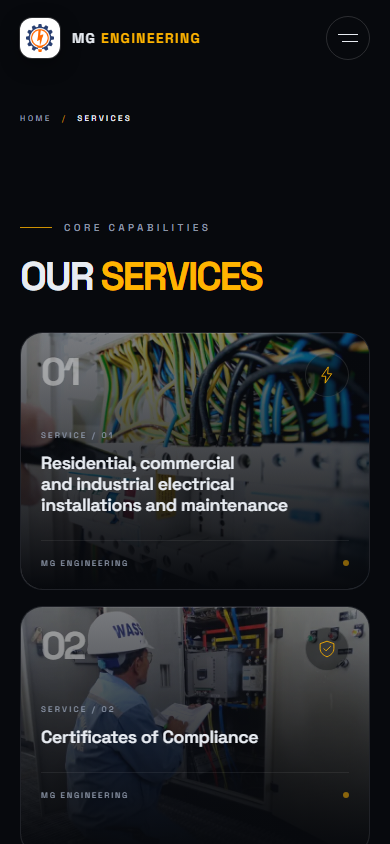 MG ENGINEERING
HOME / SERVICES
CORE CAPABILITIES
OUR SERVICES
01
SERVICE / 01
Residential, commercial
and industrial electrical
installations and maintenance
MG ENGINEERING
02
WASS
SERVICE / 02
Certificates of Compliance
MG ENGINEERING